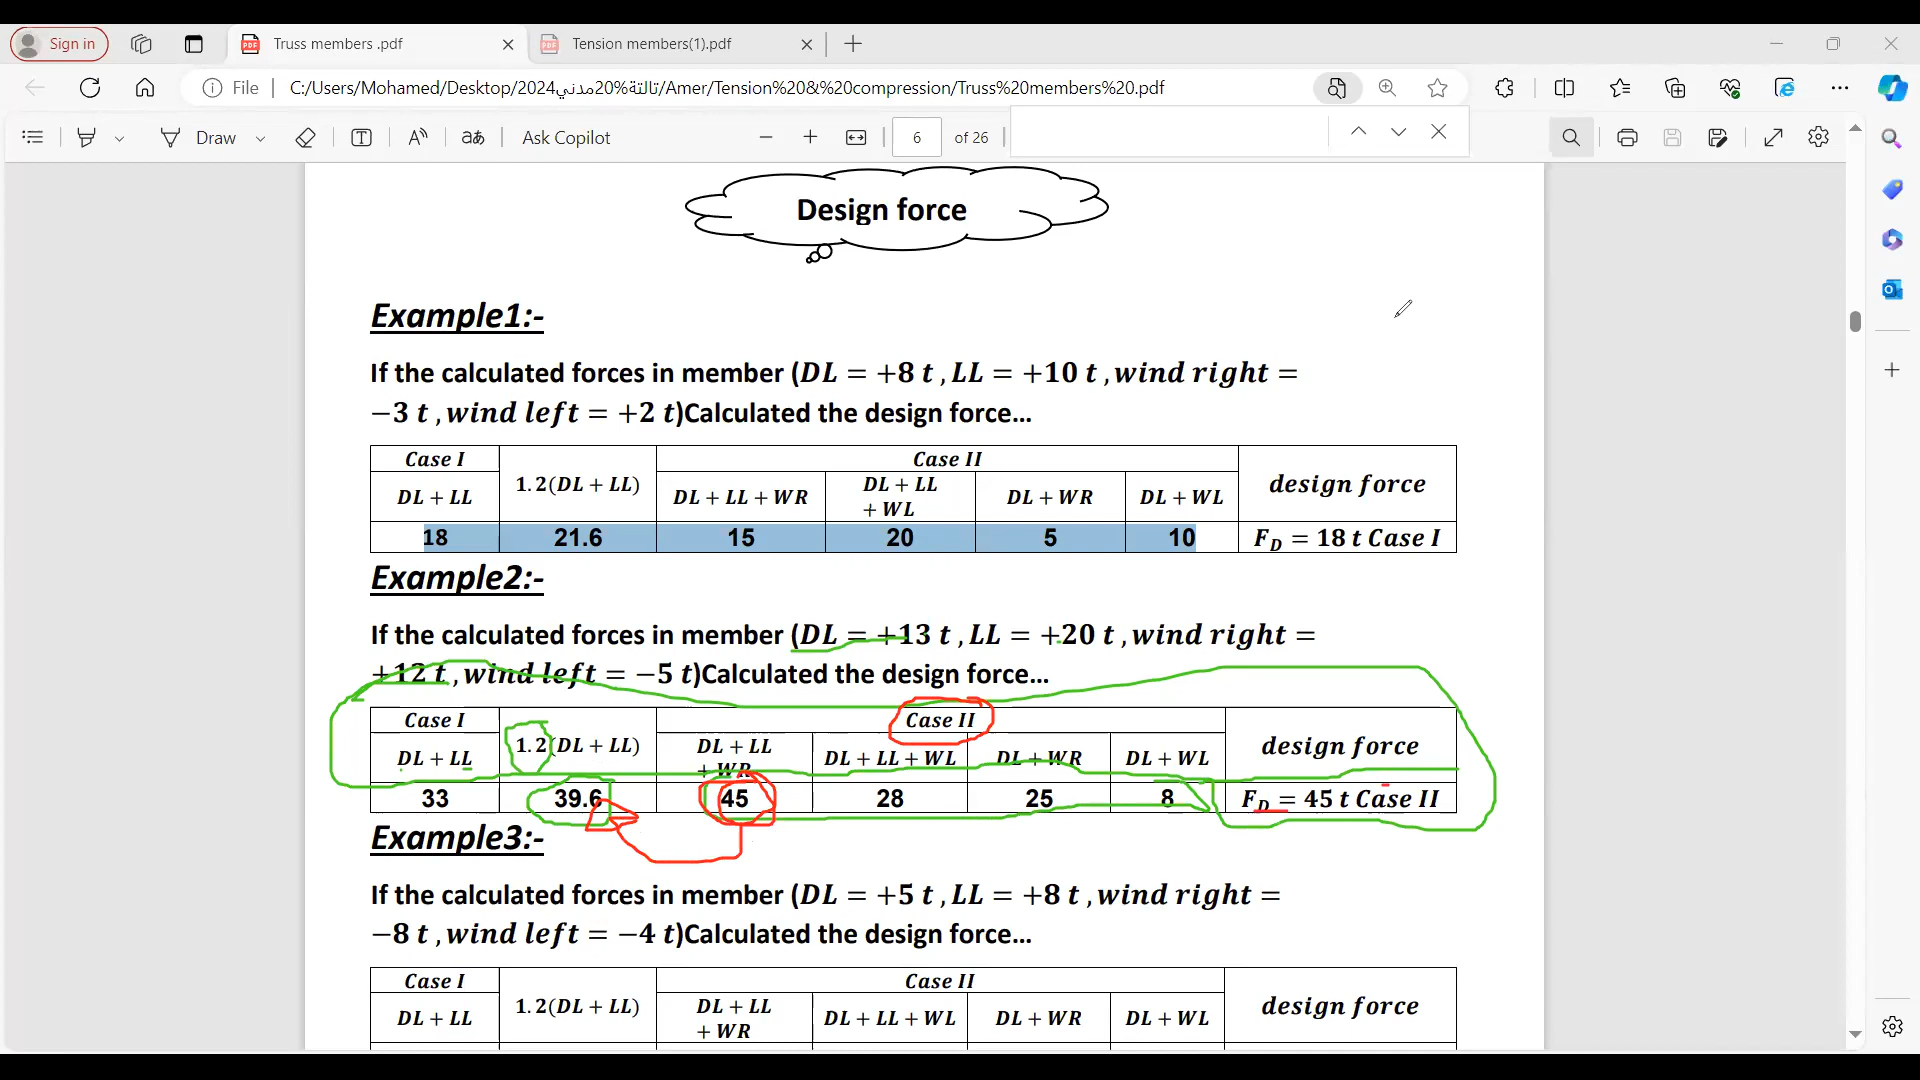 Sign in
Truss members .pdf
Tension members(1).pdf
File
C:/Users/Mohamed/Desktop/2024مدني%20تالتة/Amer/Tension%20&%20compression/Truss%20members%20.pdf
Draw
aあ
Ask Copilot
6 of 26
Design force
Example1:-
If the calculated forces in member (DL = +8 t , LL = +10 t , wind right =
−3 t , wind left = +2 t)Calculated the design force...
Case I
1.2(DL + LL)
Case II
design force
DL + LL
DL + LL + WR
DL + LL
+ WL
DL + WR
DL + WL
18 21.6 15 20 5 10 F_D = 18 t Case I
Example2:-
If the calculated forces in member (DL = +13 t , LL = +20 t , wind right =
+12 t , wind left = −5 t)Calculated the design force...
Case I
1.2(DL + LL)
Case II
design force
DL + LL
DL + LL
+ WR
DL + LL + WL
DL + WR
DL + WL
33 39.6 45 28 25 8 F_D = 45 t Case II
Example3:-
If the calculated forces in member (DL = +5 t , LL = +8 t , wind right =
−8 t , wind left = −4 t)Calculated the design force...
Case I
1.2(DL + LL)
Case II
design force
DL + LL
DL + LL
+ WR
DL + LL + WL
DL + WR
DL + WL